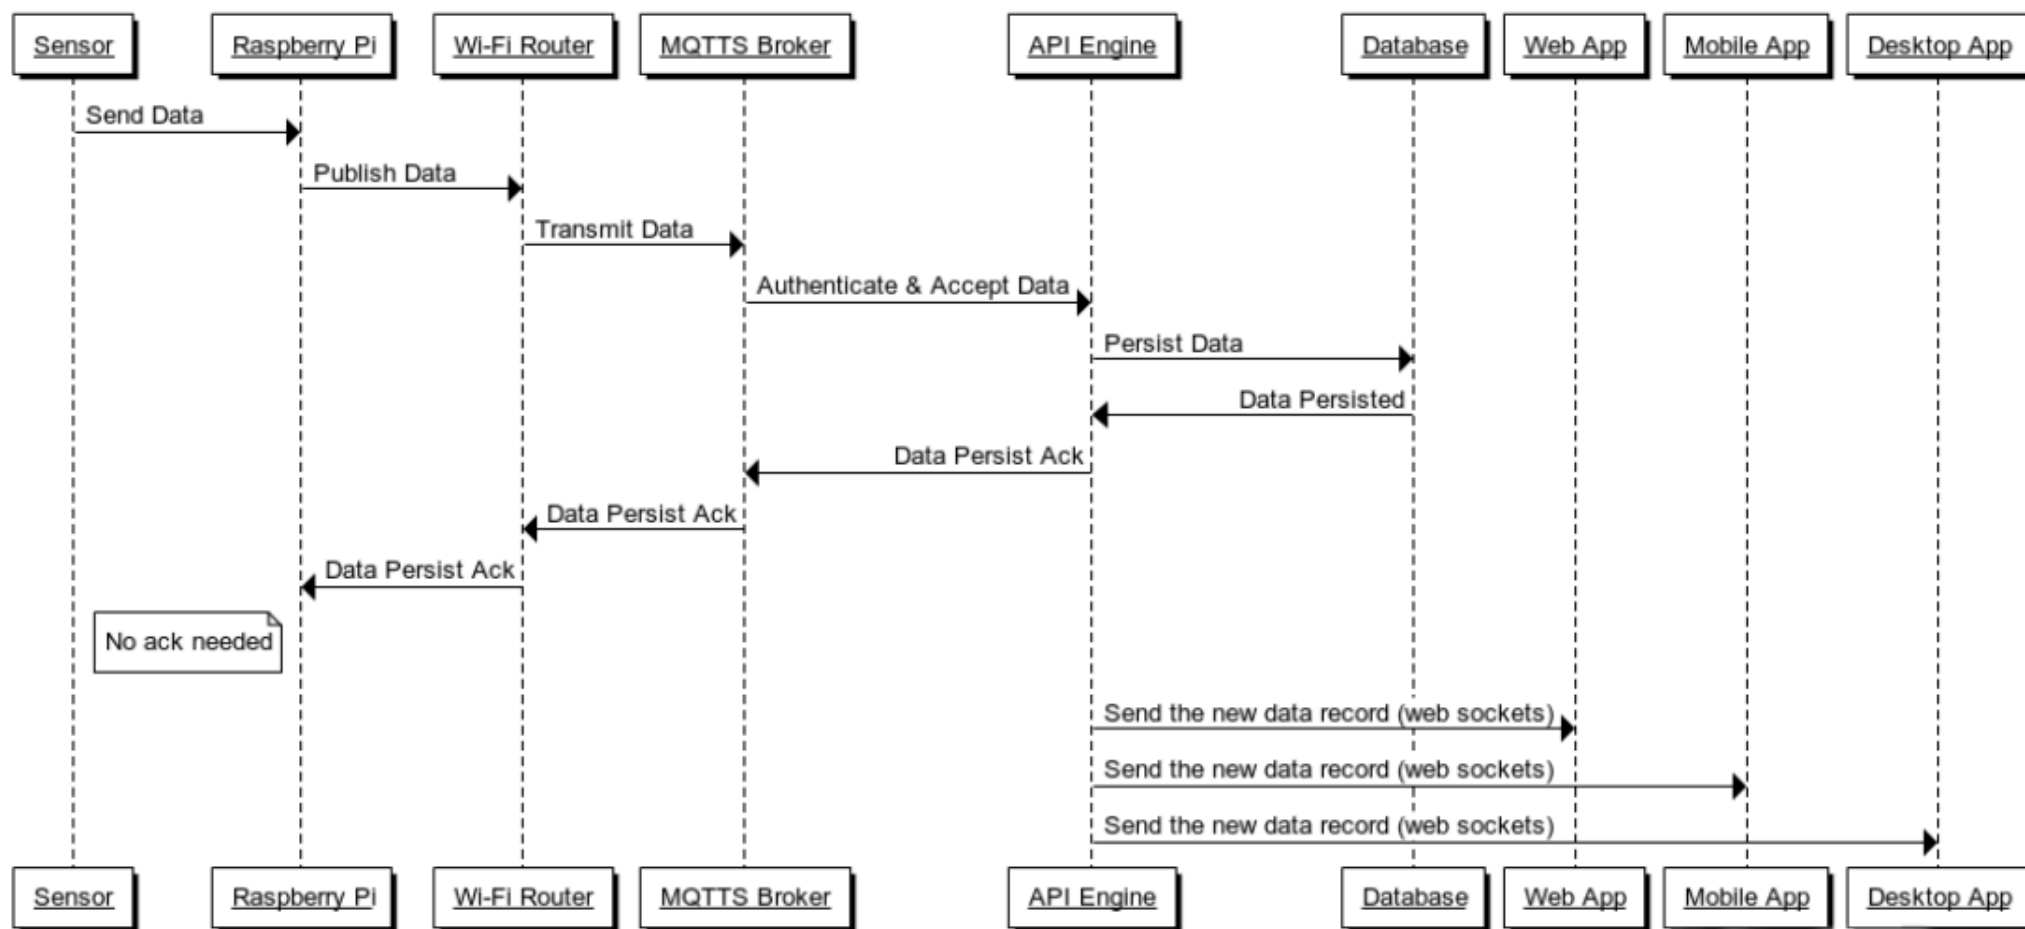 Sensor Raspberry Pi Wi-Fi Router MQTTS Broker API Engine Database Web App Mobile App Desktop App
Send Data
Publish Data
Transmit Data
Authenticate & Accept Data
Persist Data
Data Persisted
Data Persist Ack
Data Persist Ack
Data Persist Ack
No ack needed
Send the new data record (web sockets)
Send the new data record (web sockets)
Send the new data record (web sockets)
Sensor Raspberry Pi Wi-Fi Router MQTTS Broker API Engine Database Web App Mobile App Desktop App